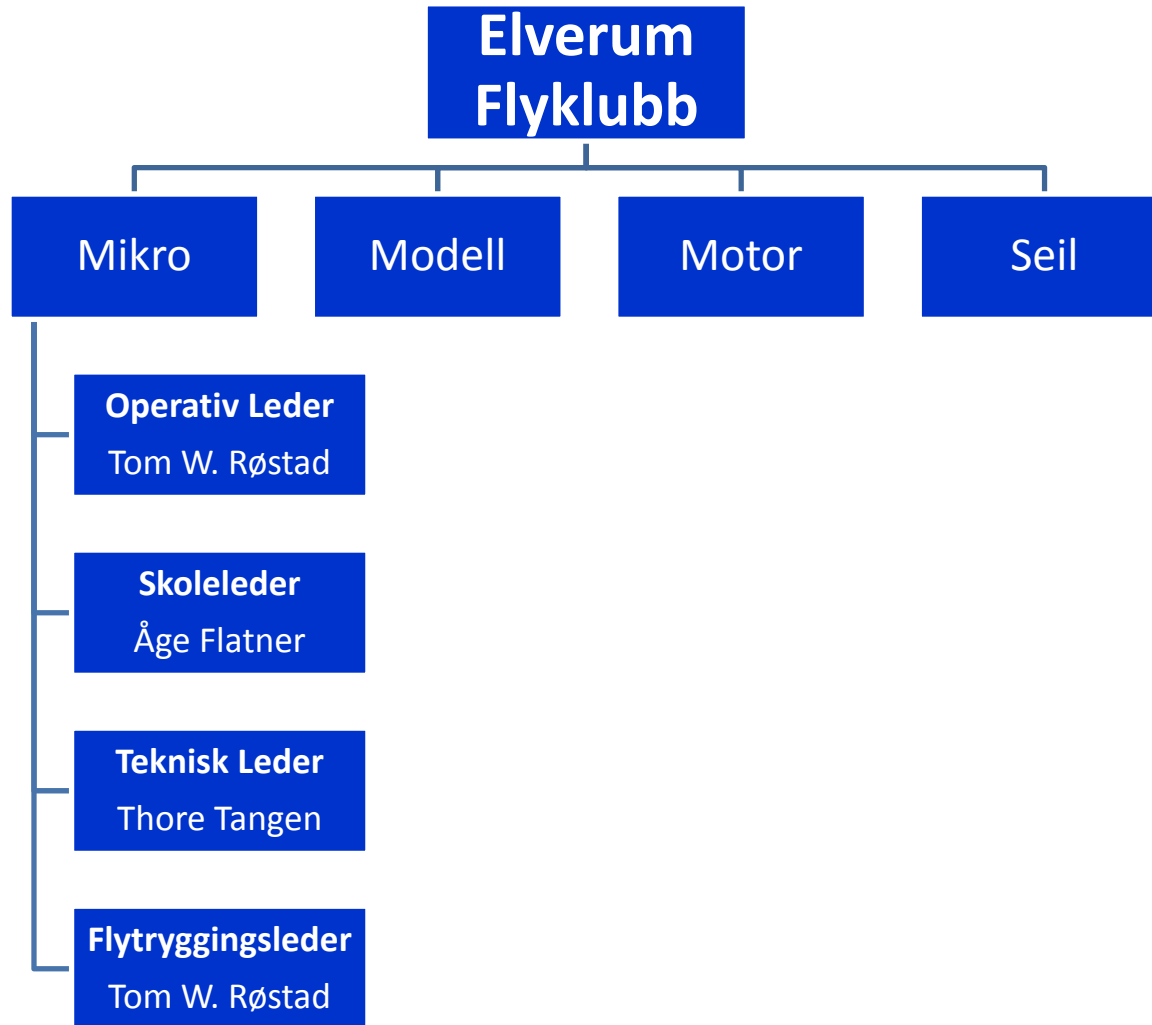 Elverum
Flyklubb
Mikro
Modell
Motor
Seil
Operativ Leder
Tom W. Røstad
Skoleleder
Åge Flatner
Teknisk Leder
Thore Tangen
Flytryggingsleder
Tom W. Røstad